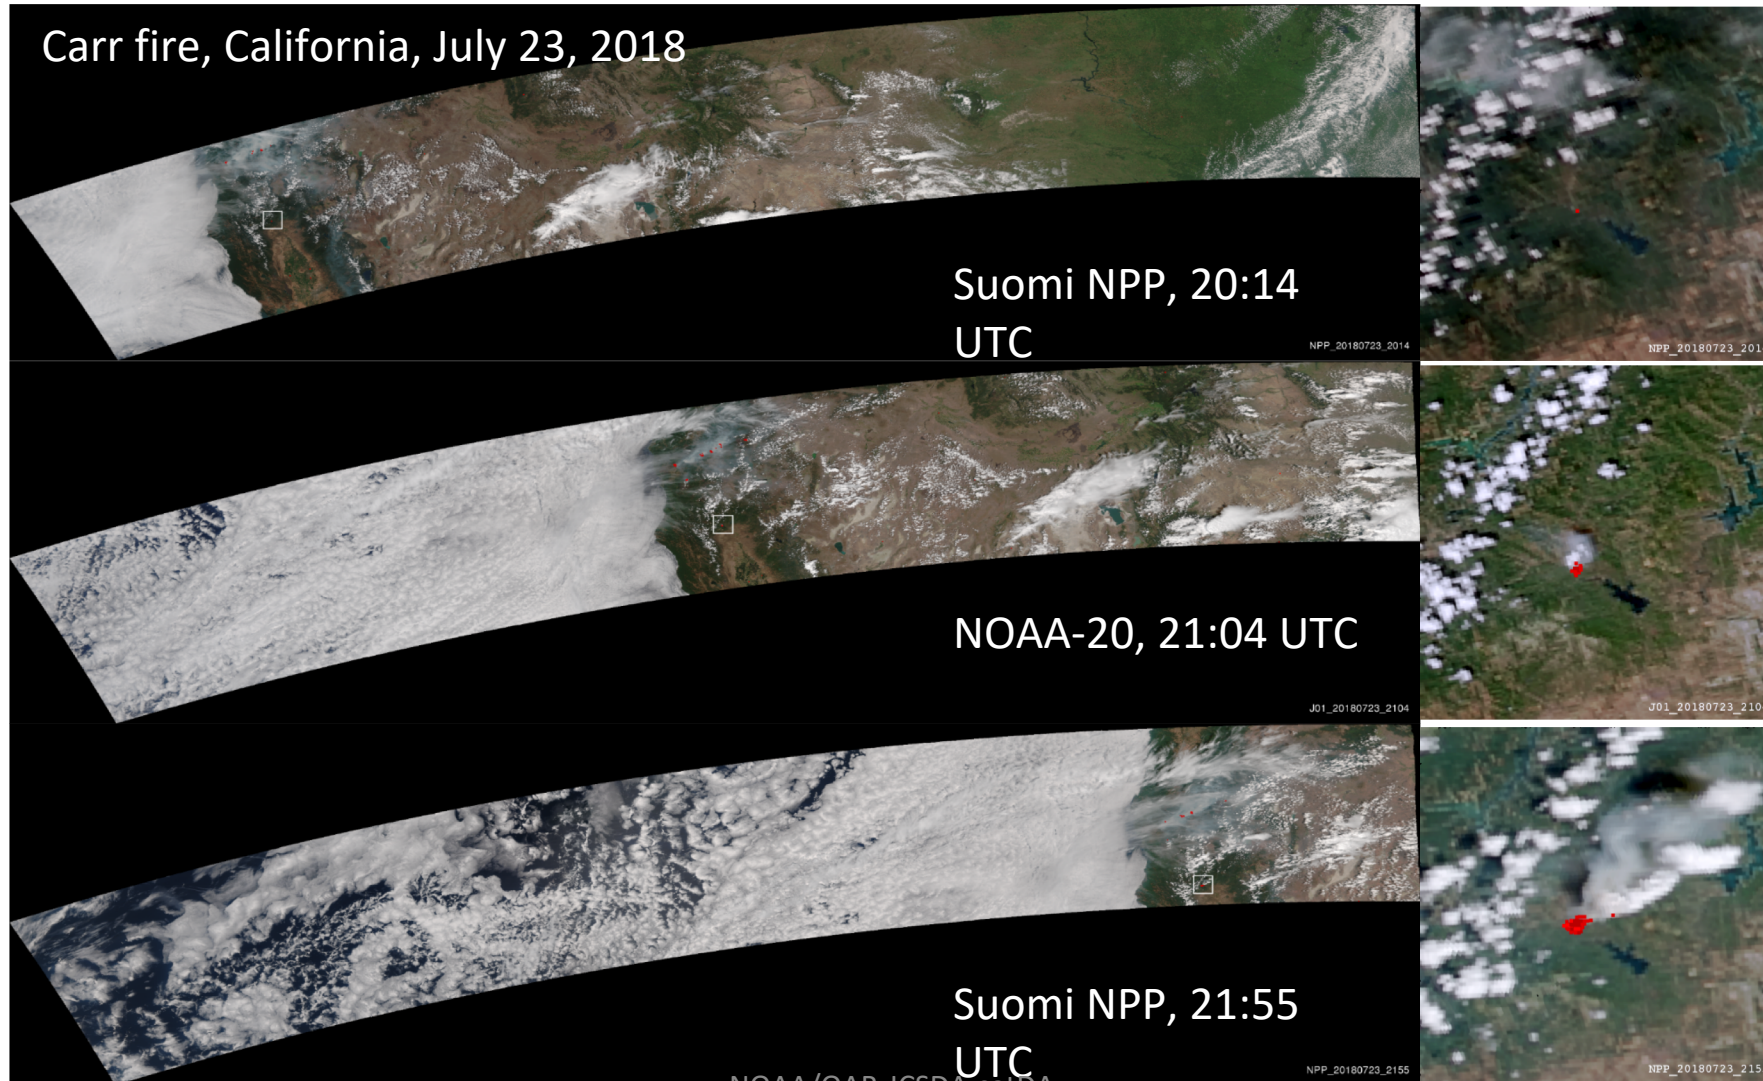 Carr fire, California, July 23, 2018
Suomi NPP, 20:14
UTC
NPP_20180723_2014
NPP_20180723_201
NOAA-20, 21:04 UTC
J01_20180723_2104
J01_20180723_210
Suomi NPP, 21:55
UTC
NPP_20180723_2155
NPP_20180723_215